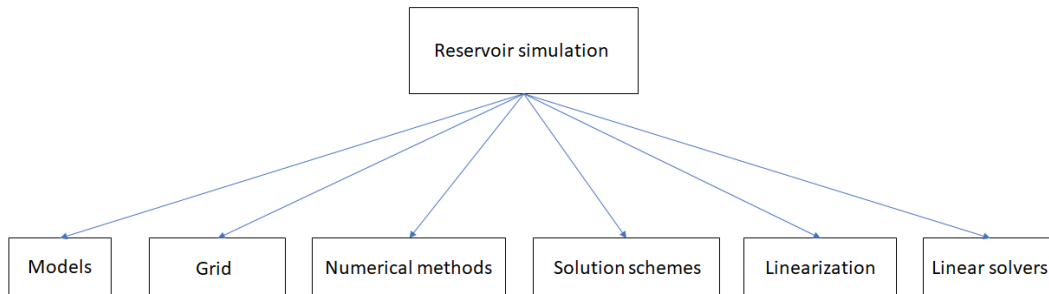 Reservoir simulation
Models
Grid
Numerical methods
Solution schemes
Linearization
Linear solvers